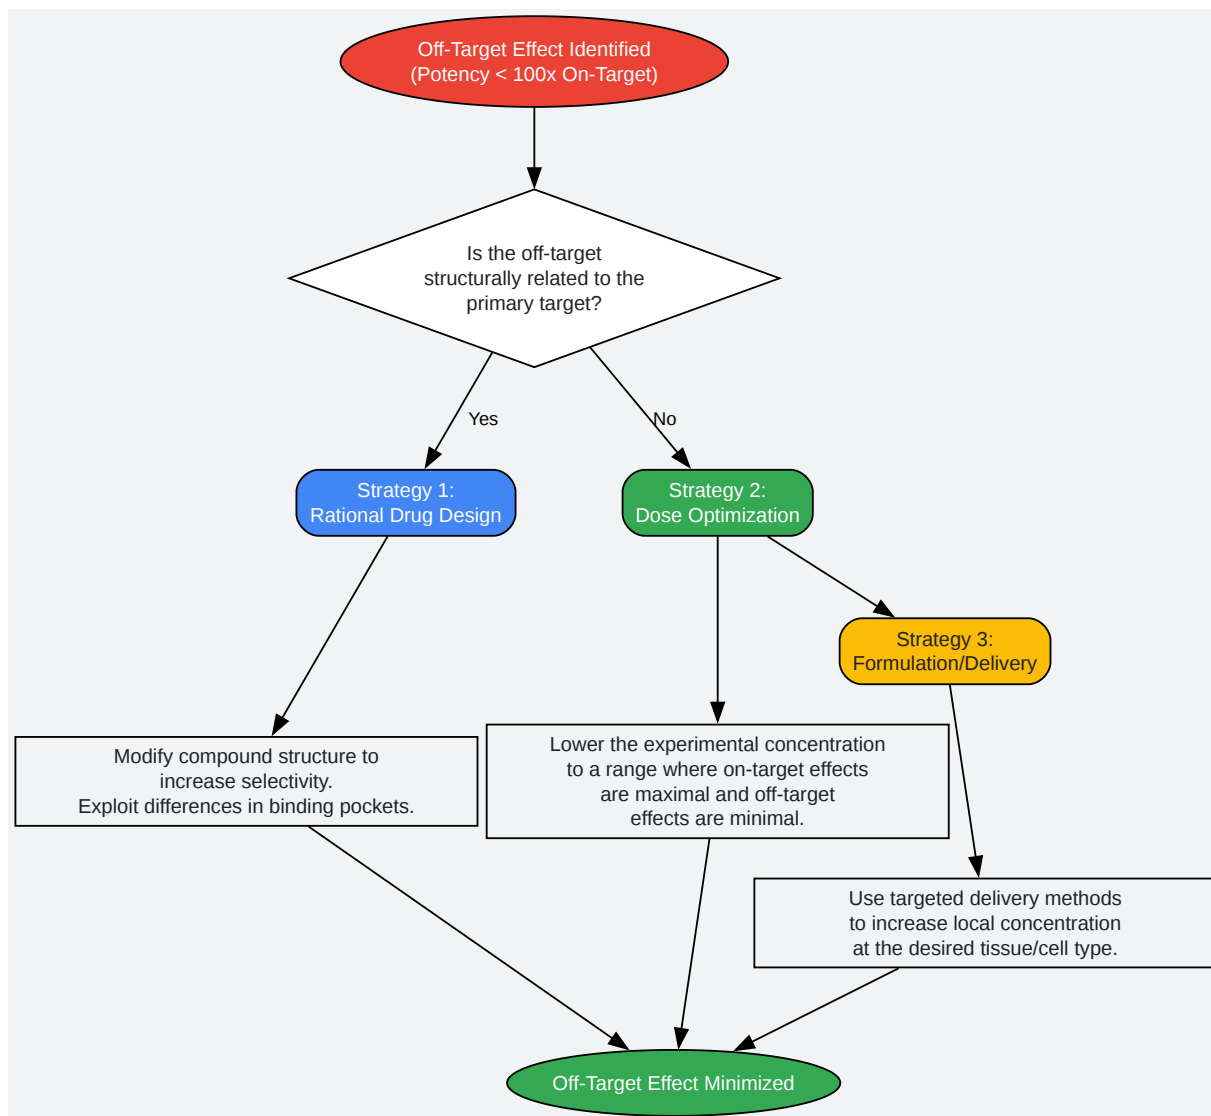 Off-Target Effect Identified
(Potency < 100x On-Target)
Is the off-target
structurally related to the
primary target?
Yes
No
Strategy 1:
Rational Drug Design
Strategy 2:
Dose Optimization
Strategy 3:
Formulation/Delivery
Modify compound structure to
increase selectivity.
Exploit differences in binding pockets.
Lower the experimental concentration
to a range where on-target effects
are maximal and off-target
effects are minimal.
Use targeted delivery methods
to increase local concentration
at the desired tissue/cell type.
Off-Target Effect Minimized